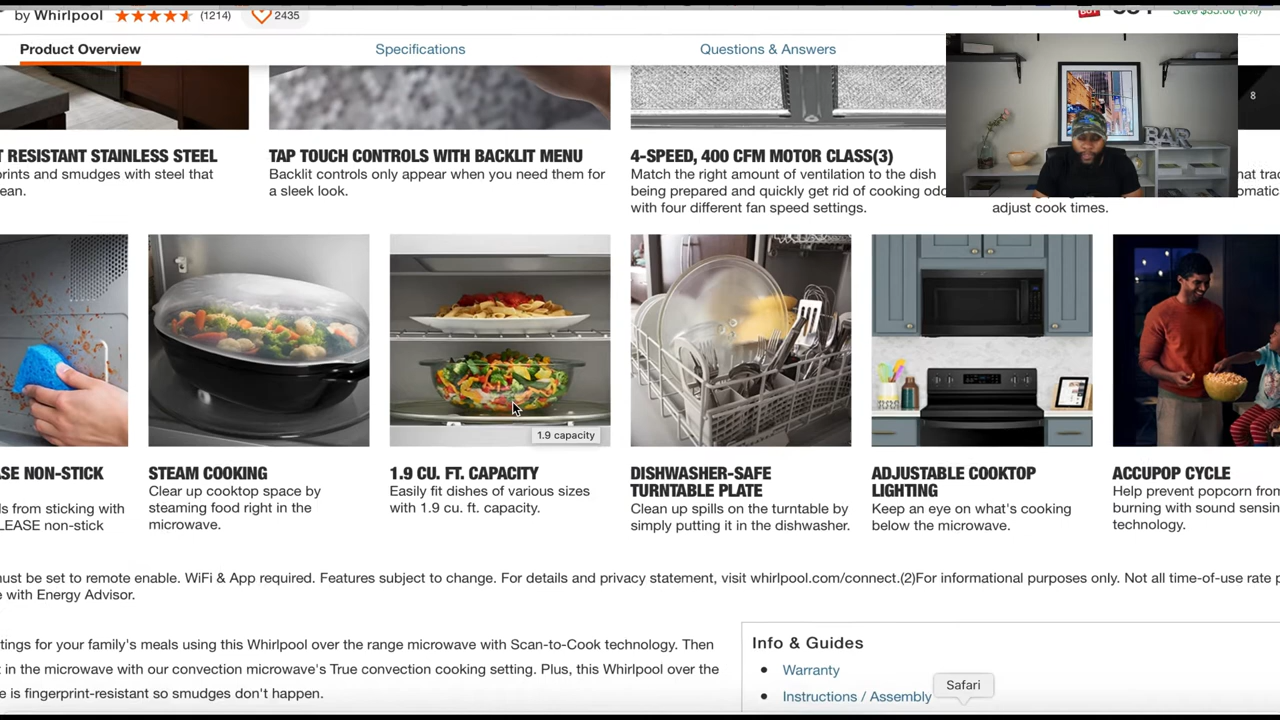 by Whirlpool
(1214)
2435
Product Overview
Specifications
Questions & Answers
8
BAR
T RESISTANT STAINLESS STEEL
prints and smudges with steel that
ean.
TAP TOUCH CONTROLS WITH BACKLIT MENU
Backlit controls only appear when you need them for
a sleek look.
4-SPEED, 400 CFM MOTOR CLASS(3)
Match the right amount of ventilation to the dish
being prepared and quickly get rid of cooking odo
with four different fan speed settings.
hat trac
omatic
adjust cook times.
1.9 capacity
ASE NON-STICK
ls from sticking with
LEASE non-stick
STEAM COOKING
Clear up cooktop space by
steaming food right in the
microwave.
1.9 CU. FT. CAPACITY
Easily fit dishes of various sizes
with 1.9 cu. ft. capacity.
DISHWASHER-SAFE
TURNTABLE PLATE
Clean up spills on the turntable by
simply putting it in the dishwasher.
ADJUSTABLE COOKTOP
LIGHTING
Keep an eye on what's cooking
below the microwave.
ACCUPOP CYCLE
Help prevent popcorn from
burning with sound sensin
technology.
must be set to remote enable. WiFi & App required. Features subject to change. For details and privacy statement, visit whirlpool.com/connect.(2)For informational purposes only. Not all time-of-use rate p
e with Energy Advisor.
tings for your family's meals using this Whirlpool over the range microwave with Scan-to-Cook technology. Then
t in the microwave with our convection microwave's True convection cooking setting. Plus, this Whirlpool over the
e is fingerprint-resistant so smudges don't happen.
Info & Guides
Warranty
Instructions / Assembly
Safari